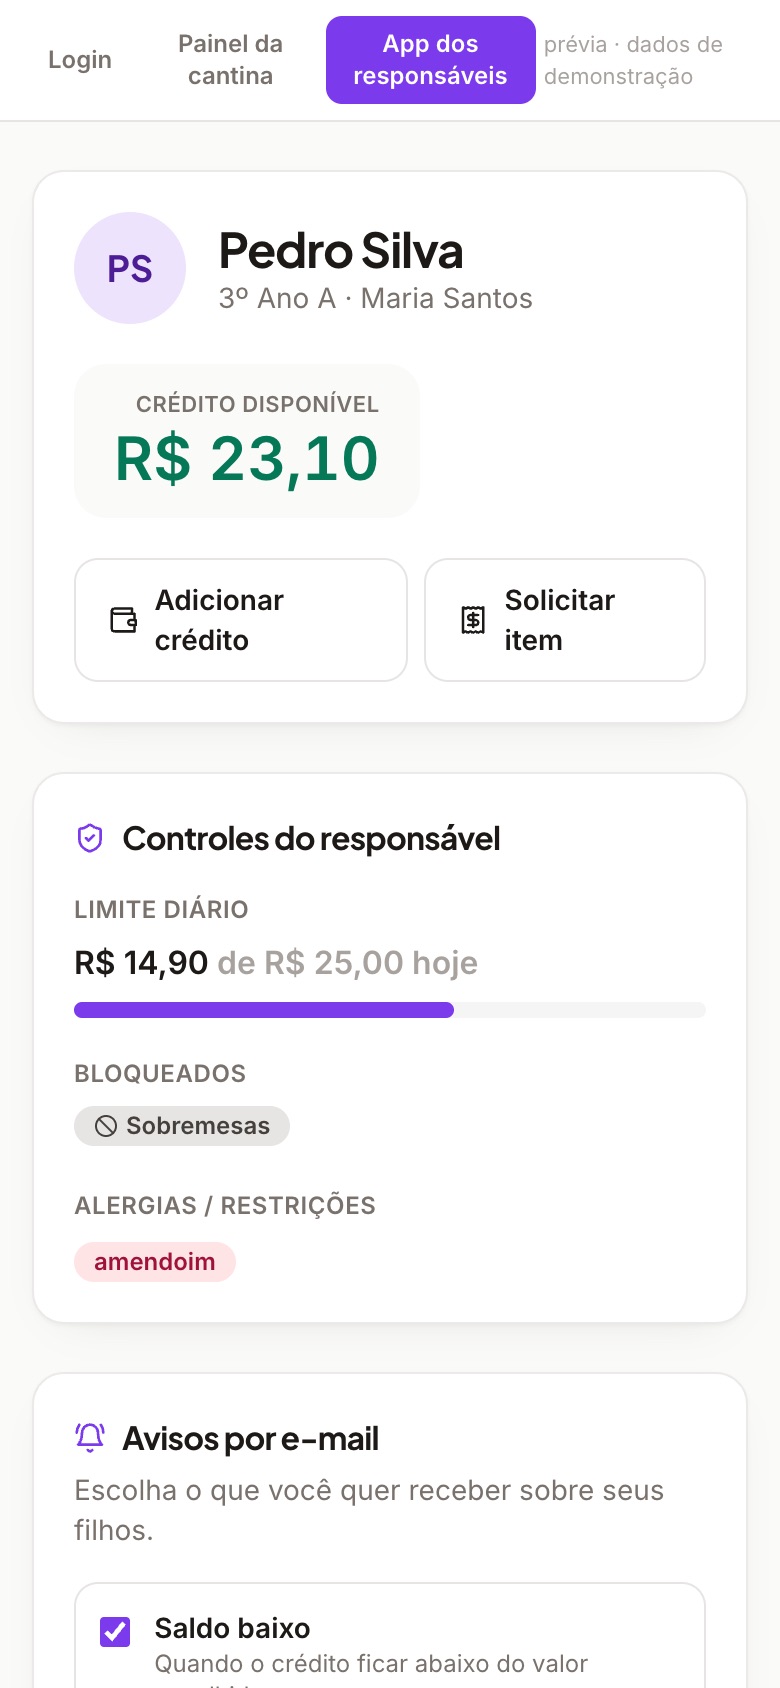 Login
Painel da
cantina
App dos
responsáveis
prévia · dados de
demonstração
PS
Pedro Silva
3º Ano A · Maria Santos
CRÉDITO DISPONÍVEL
R$ 23,10
Adicionar
crédito
Solicitar
item
Controles do responsável
LIMITE DIÁRIO
R$ 14,90 de R$ 25,00 hoje
BLOQUEADOS
Sobremesas
ALERGIAS / RESTRIÇÕES
amendoim
Avisos por e-mail
Escolha o que você quer receber sobre seus
filhos.
Saldo baixo
Quando o crédito ficar abaixo do valor